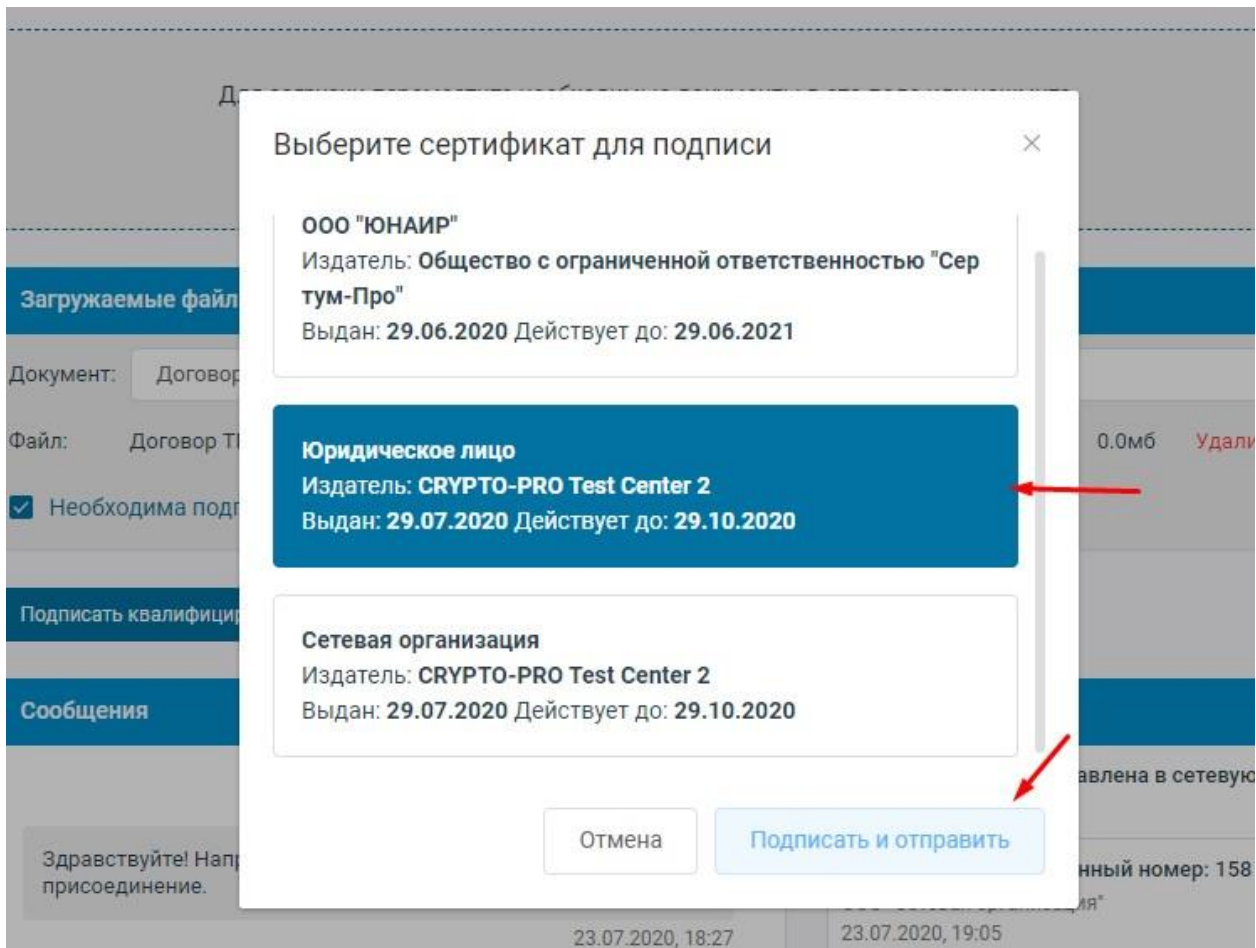 Выберите сертификат для подписи
ООО "ЮНАИР"
Издатель: Общество с ограниченной ответственностью "Сер
тум-Про"
Выдан: 29.06.2020 Действует до: 29.06.2021
Загружаемые файл
Документ: Договор
Юридическое лицо
Издатель: CRYPTO-PRO Test Center 2
Выдан: 29.07.2020 Действует до: 29.10.2020
Файл: Договор 0.0мб Удали
Необходима подп
Подписать квалифицир
Сетевая организация
Издатель: CRYPTO-PRO Test Center 2
Выдан: 29.07.2020 Действует до: 29.10.2020
Сообщения
авлена в сетевую
Отмена Подписать и отправить
Здравствуйте! Напр
присоединение.
нный номер: 158
23.07.2020, 18:27
23.07.2020, 19:05